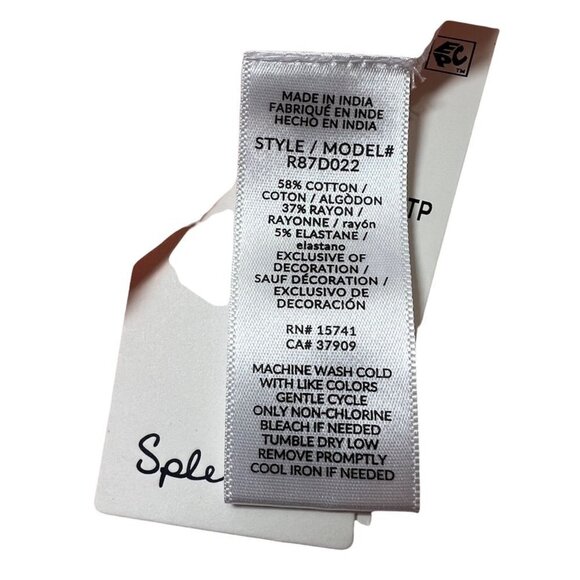 EPC™
MADE IN INDIA
FABRIQUÉ EN INDE
HECHO EN INDIA
STYLE / MODEL#
R87D022
58% COTTON /
COTON / ALGÒDON
37% RAYON /
RAYONNE / rayón
5% ELASTANE /
elastano
EXCLUSIVE OF
DECORATION /
SAUF DÉCORATION /
EXCLUSIVO DE
DECORACIÓN
RN# 15741
CA# 37909
MACHINE WASH COLD
WITH LIKE COLORS
GENTLE CYCLE
ONLY NON-CHLORINE
BLEACH IF NEEDED
TUMBLE DRY LOW
REMOVE PROMPTLY
COOL IRON IF NEEDED
TP
Sple